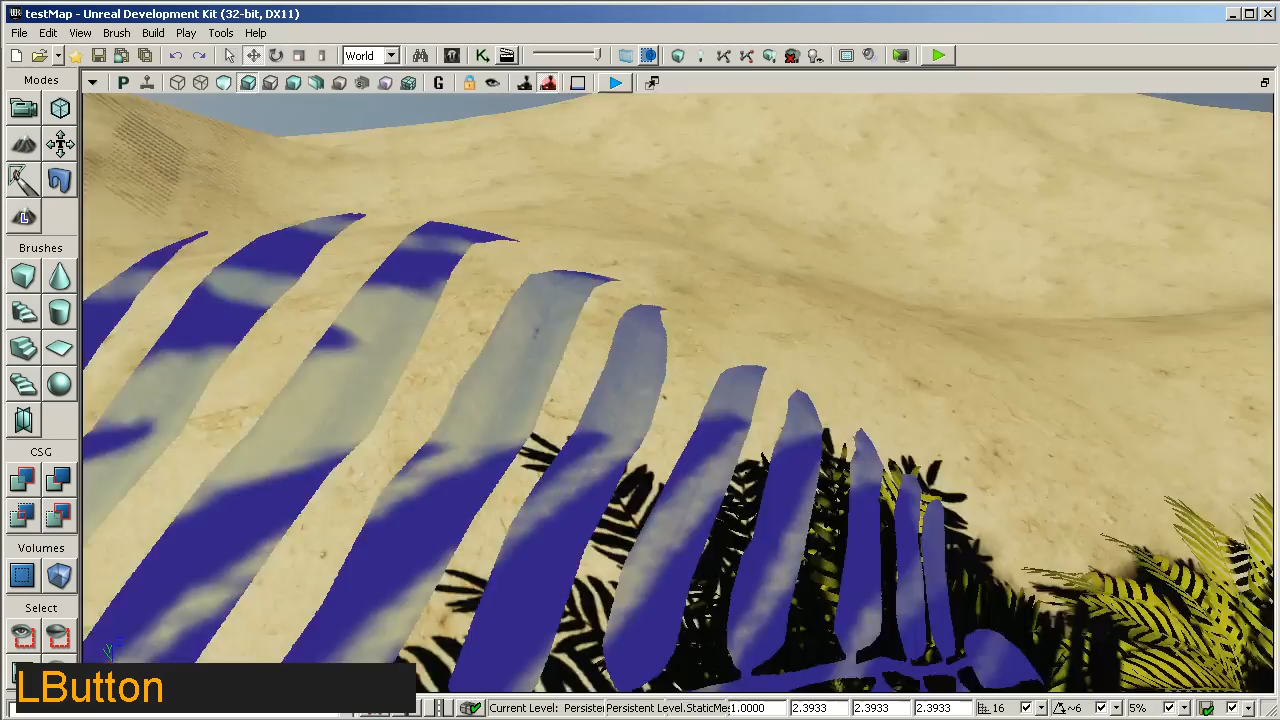 testMap - Unreal Development Kit (32-bit, DX11)
File Edit View Brush Build Play Tools Help
World
Modes
P
G
L
Brushes
CSG
Volumes
Select
LButton
Current Level: Persiste Persistent Level.StaticMe 1.0000 2.3933 2.3933 2.3933 16 5%